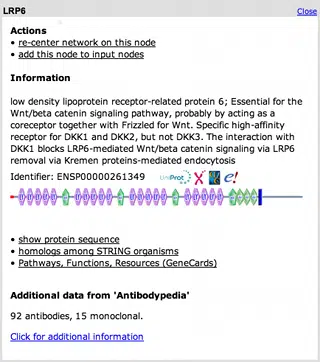 LRP6 Close
Actions
• re-center network on this node
• add this node to input nodes
Information
low density lipoprotein receptor-related protein 6; Essential for the
Wnt/beta catenin signaling pathway, probably by acting as a
coreceptor together with Frizzled for Wnt. Specific high-affinity
receptor for DKK1 and DKK2, but not DKK3. The interaction with
DKK1 blocks LRP6-mediated Wnt/beta catenin signaling via LRP6
removal via Kremen proteins-mediated endocytosis
Identifier: ENSP00000261349 UniProt X e!
• show protein sequence
• homologs among STRING organisms
• Pathways, Functions, Resources (GeneCards)
Additional data from 'Antibodypedia'
92 antibodies, 15 monoclonal.
Click for additional information